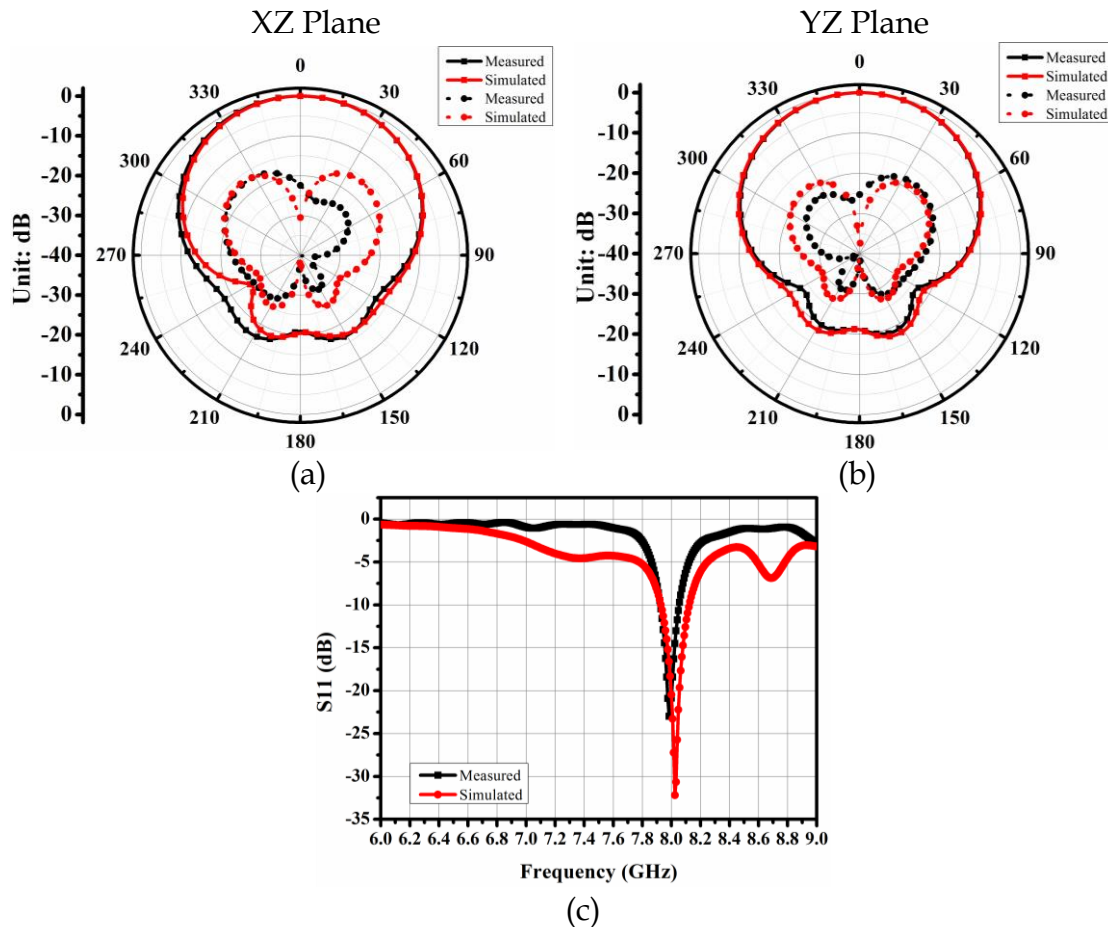 XZ Plane
YZ Plane
Measured
Simulated
Measured
Simulated
0
30
60
90
120
150
180
210
240
270
300
330
0
-10
-20
-30
-40
-30
-20
-10
0
Unit: dB
(a)
Measured
Simulated
Measured
Simulated
0
30
60
90
120
150
180
210
240
270
300
330
0
-10
-20
-30
-40
-30
-20
-10
0
Unit: dB
(b)
0
-5
-10
-15
-20
-25
-30
-35
S11 (dB)
Measured
Simulated
6.0 6.2 6.4 6.6 6.8 7.0 7.2 7.4 7.6 7.8 8.0 8.2 8.4 8.6 8.8 9.0
Frequency (GHz)
(c)